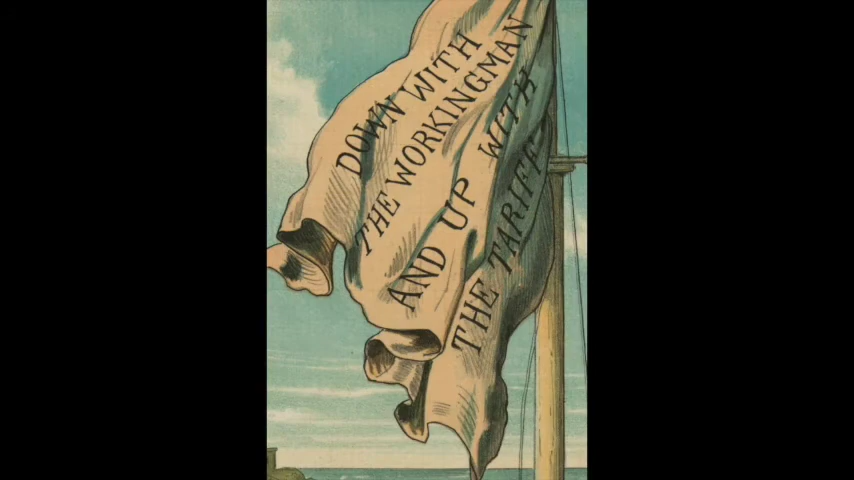 DOWN WITH
THE WORKINGMAN
AND UP WITH
THE TARIFF